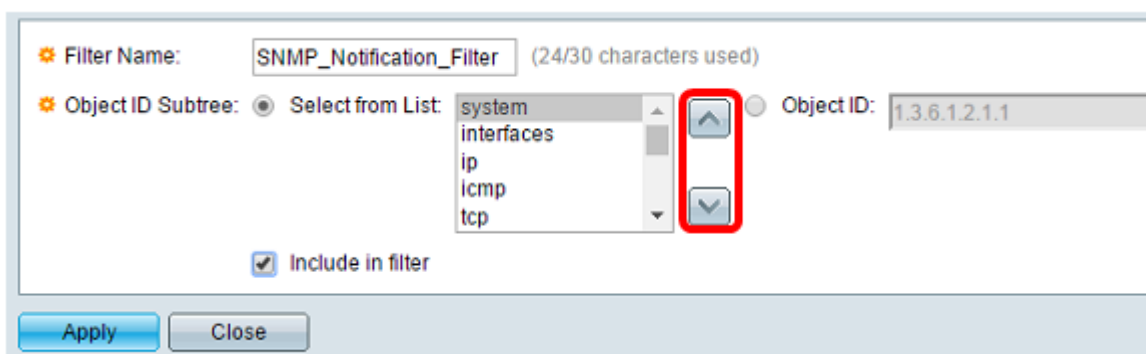 Filter Name: SNMP_Notification_Filter (24/30 characters used)
Object ID Subtree: Select from List: system Object ID: 1.3.6.1.2.1.1
interfaces
ip
icmp
tcp
Include in filter
Apply Close